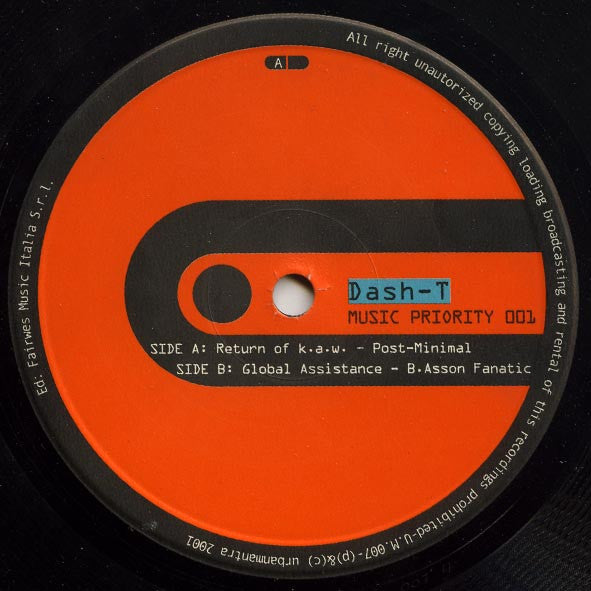 A
All right unautorized copying loading broadcasting and rental of this recordings prohibited-U.M.007-(p)&(c) urbanmantra 2001
Ed: Fairwes Music Italia S.r.l.
Dash-T
MUSIC PRIORITY 001
SIDE A: Return of k.a.w. - Post-Minimal
SIDE B: Global Assistance - B.Asson Fanatic